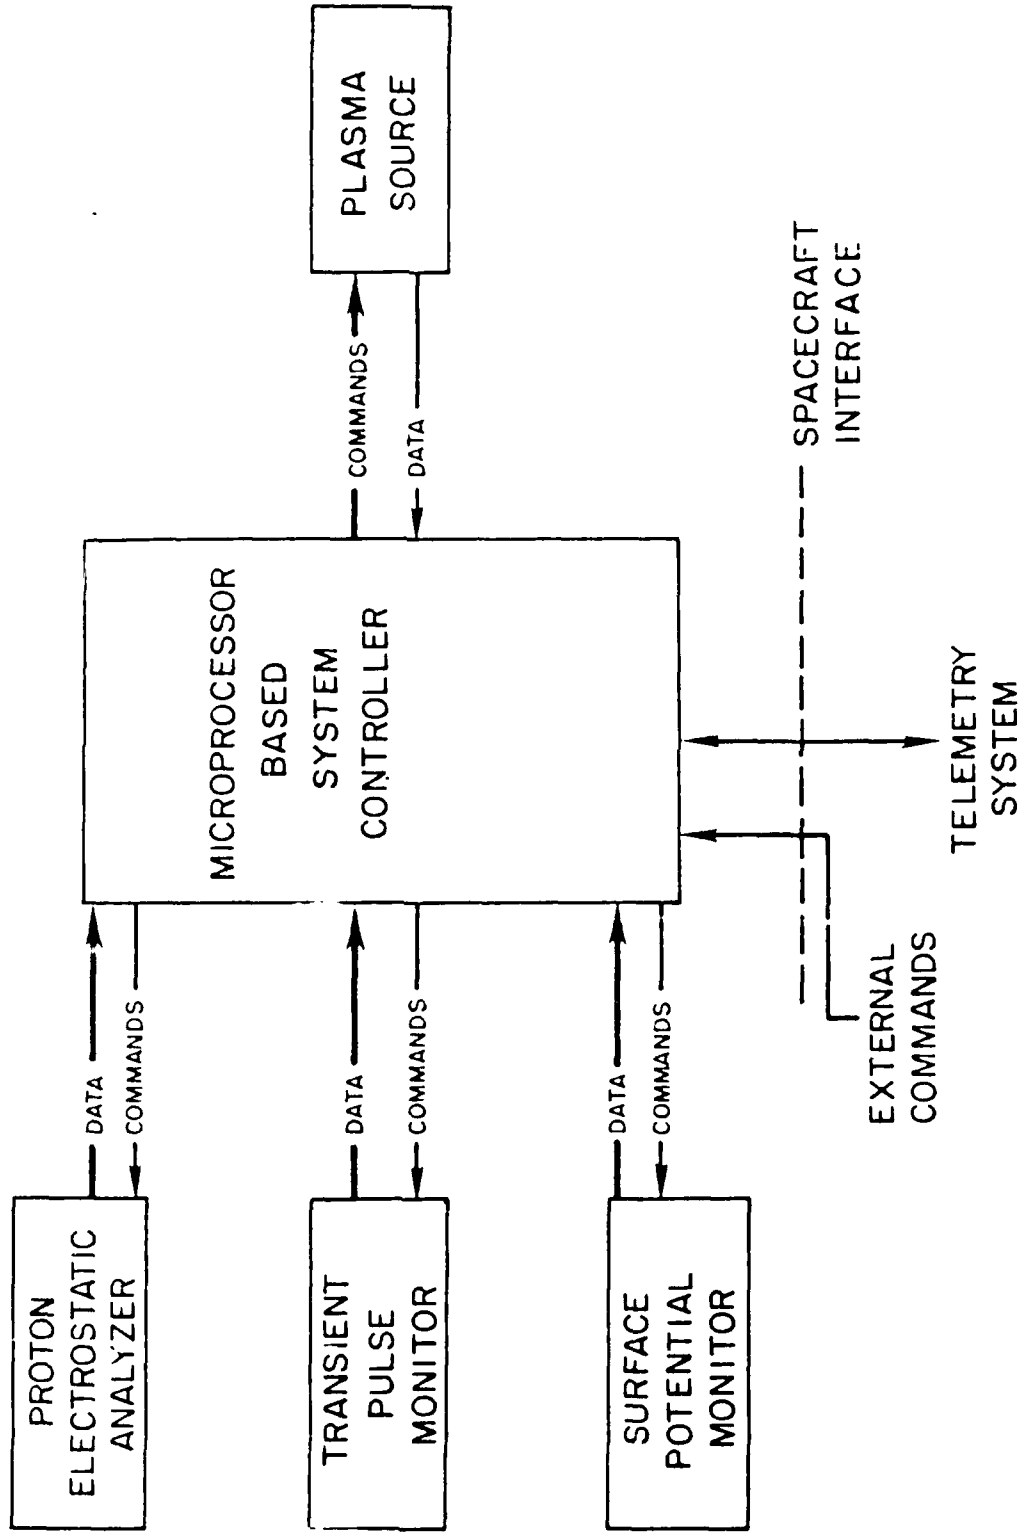 PROTON
ELECTROSTATIC
ANALYZER
DATA
COMMANDS
TRANSIENT
PULSE
MONITOR
DATA
COMMANDS
SURFACE
POTENTIAL
MONITOR
DATA
COMMANDS
MICROPROCESSOR
BASED
SYSTEM
CONTROLLER
COMMANDS
DATA
PLASMA
SOURCE
SPACECRAFT
INTERFACE
EXTERNAL
COMMANDS
TELEMETRY
SYSTEM